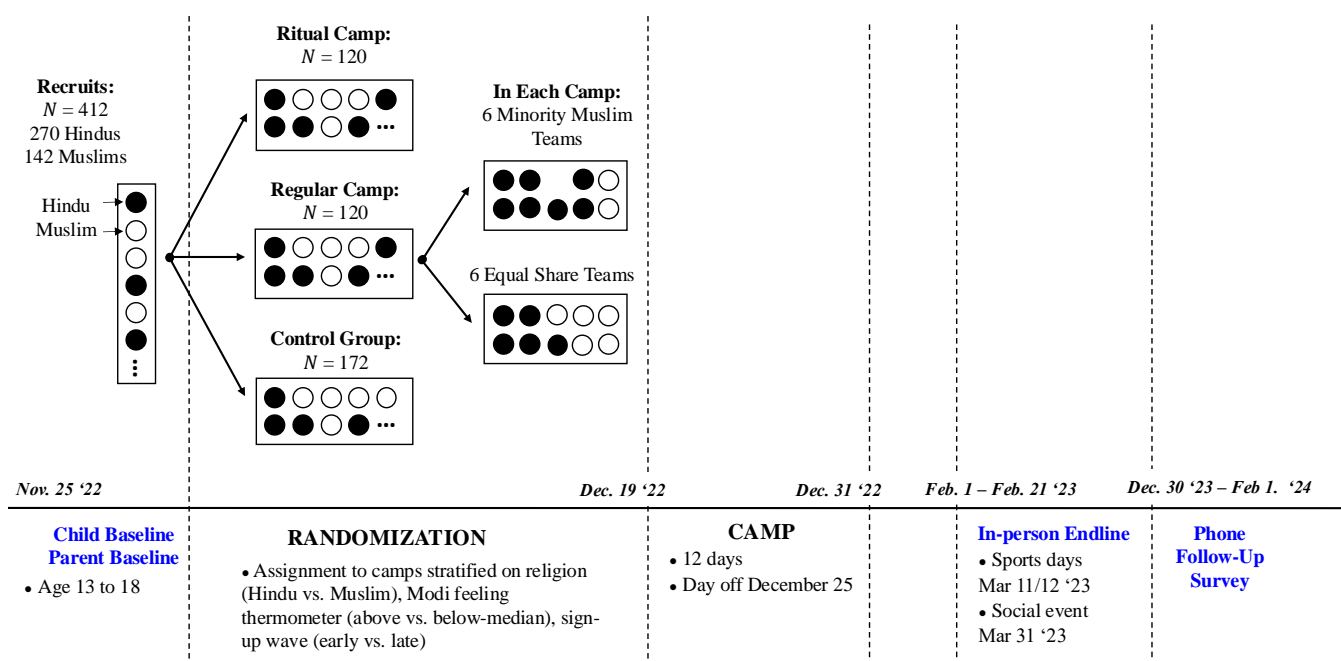 Recruits:
N = 412
270 Hindus
142 Muslims
Hindu
Muslim
Ritual Camp:
N = 120
Regular Camp:
N = 120
Control Group:
N = 172
In Each Camp:
6 Minority Muslim
Teams
6 Equal Share Teams
Nov. 25 ‘22
Dec. 19 ‘22
Dec. 31 ‘22
Feb. 1 – Feb. 21 ‘23
Dec. 30 ‘23 – Feb 1. ‘24
Child Baseline
Parent Baseline
• Age 13 to 18
RANDOMIZATION
• Assignment to camps stratified on religion
(Hindu vs. Muslim), Modi feeling
thermometer (above vs. below-median), sign-
up wave (early vs. late)
CAMP
• 12 days
• Day off December 25
In-person Endline
• Sports days
Mar 11/12 ‘23
• Social event
Mar 31 ‘23
Phone
Follow-Up
Survey